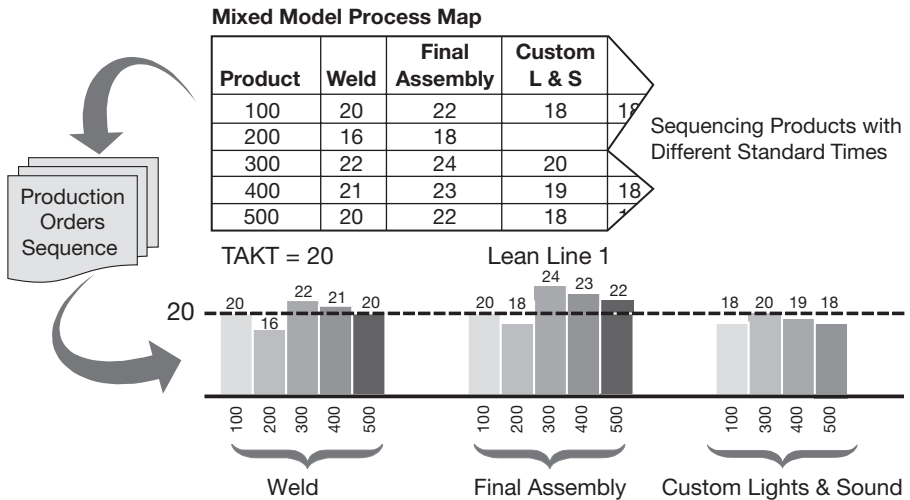 Mixed Model Process Map
Product Weld Final Assembly Custom L & S
100 20 22 18
200 16 18
300 22 24 20
400 21 23 19 18
500 20 22 18
Sequencing Products with
Different Standard Times
Production
Orders
Sequence
TAKT = 20 Lean Line 1
20
20 16 22 21 20
20 18 24 23 22
18 20 19 18
100 200 300 400 500
100 200 300 400 500
100 300 400 500
Weld Final Assembly Custom Lights & Sound